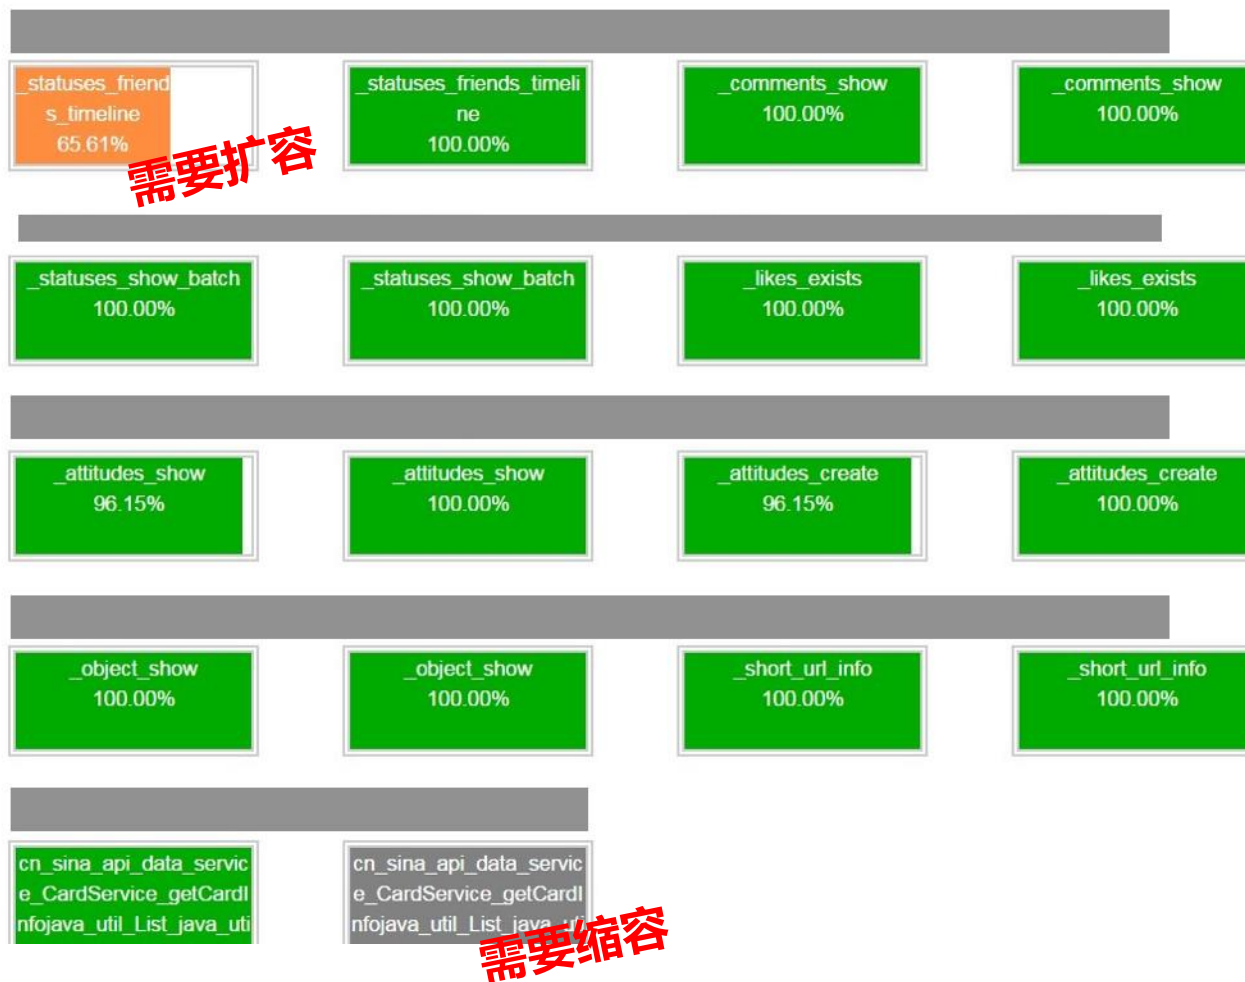 _statuses_friend
s_timeline
65.61%
_statuses_friends_timeli
ne
100.00%
_comments_show
100.00%
_comments_show
100.00%
需要扩容
_statuses_show_batch
100.00%
_statuses_show_batch
100.00%
_likes_exists
100.00%
_likes_exists
100.00%
_attitudes_show
96.15%
_attitudes_show
100.00%
_attitudes_create
96.15%
_attitudes_create
100.00%
_object_show
100.00%
_object_show
100.00%
_short_url_info
100.00%
_short_url_info
100.00%
cn_sina_api_data_servic
e_CardService_getCardI
nfojava_util_List_java_uti
cn_sina_api_data_servic
e_CardService_getCardI
nfojava_util_List_java_uti
需要缩容